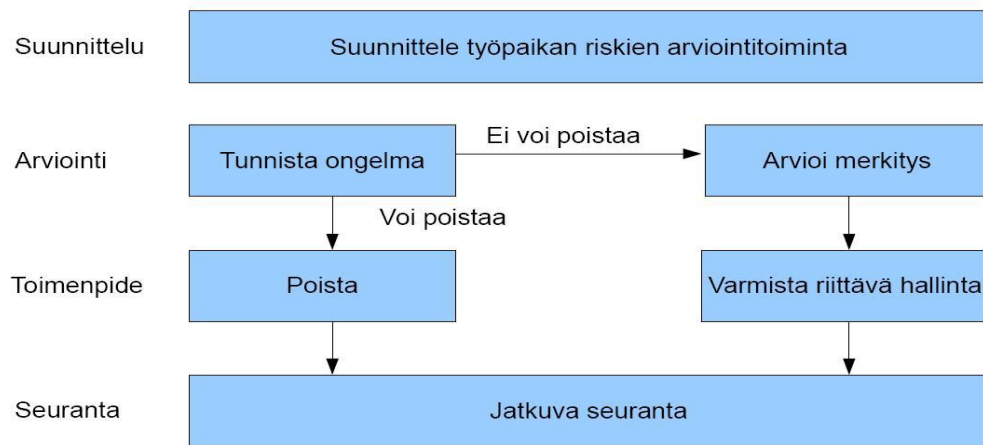 Suunnittelu
Suunnittele työpaikan riskien arviointitoiminta
Arviointi
Tunnista ongelma
Ei voi poistaa
Arvioi merkitys
Voi poistaa
Toimenpide
Poista
Varmista riittävä hallinta
Seuranta
Jatkuva seuranta